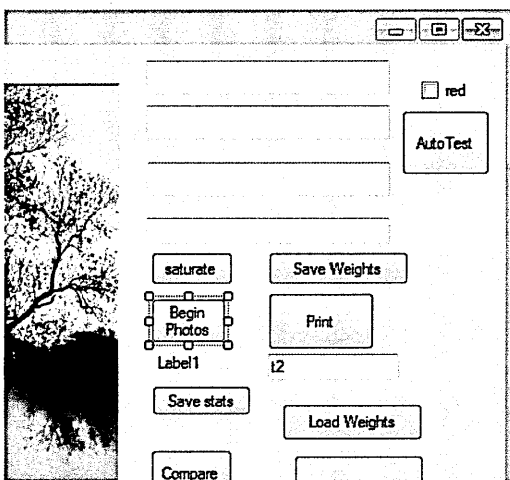 red
AutoTest
saturate
Save Weights
Begin
Photos
Print
Label1
t2
Save stats
Load Weights
Compare